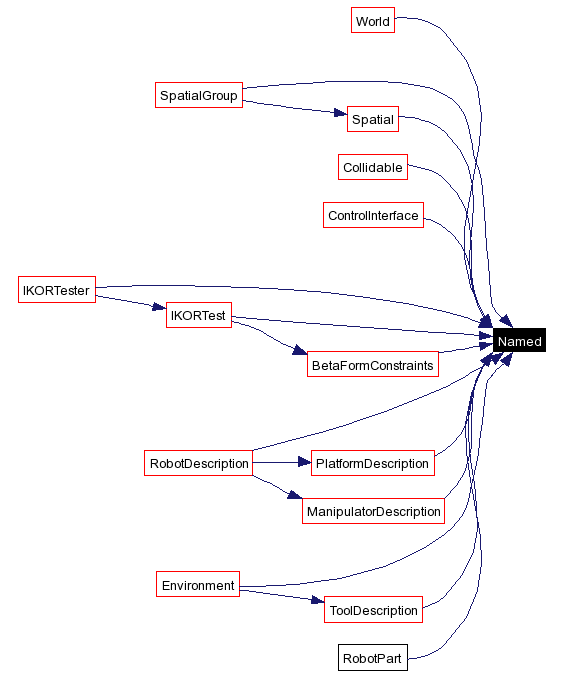 World
SpatialGroup
Spatial
Collidable
ControlInterface
IKORTester
IKORTest
Named
BetaFormConstraints
RobotDescription
PlatformDescription
ManipulatorDescription
Environment
ToolDescription
RobotPart